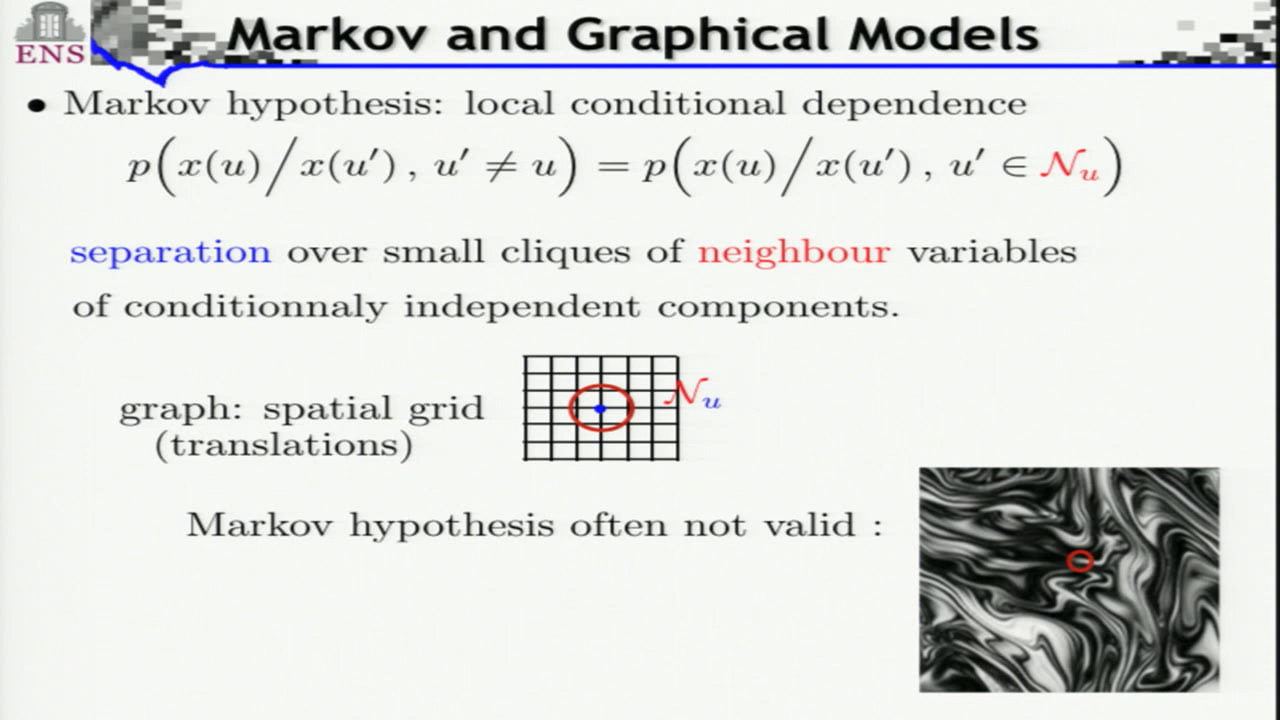 ENS
Markov and Graphical Models
• Markov hypothesis: local conditional dependence
p(x(u)/x(u′) , u′ ≠ u) = p(x(u)/x(u′) , u′ ∈ 𝒩u)
separation over small cliques of neighbour variables
of conditionnaly independent components.
graph: spatial grid
(translations)
𝒩u
Markov hypothesis often not valid :